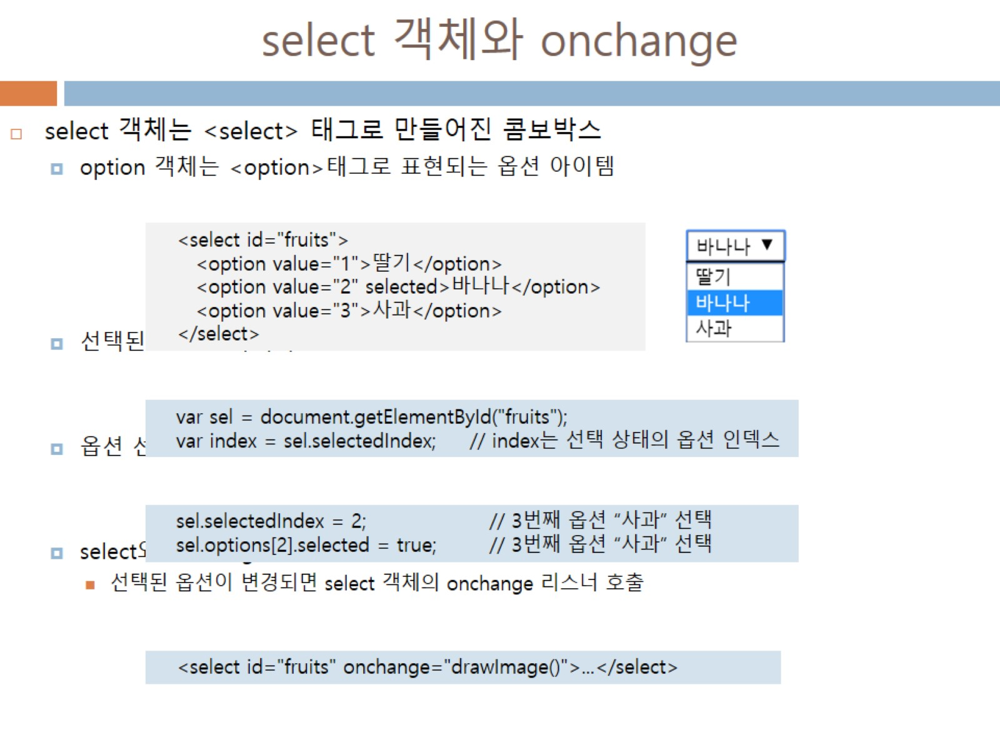 select 객체와 onchange
select 객체는 <select> 태그로 만들어진 콤보박스
option 객체는 <option>태그로 표현되는 옵션 아이템
<select id="fruits">
<option value="1">딸기</option>
<option value="2" selected>바나나</option>
<option value="3">사과</option>
</select>
바나나 ▼
딸기
바나나
사과
선택된
var sel = document.getElementById("fruits");
var index = sel.selectedIndex; // index는 선택 상태의 옵션 인덱스
옵션
sel.selectedIndex = 2; // 3번째 옵션 “사과” 선택
sel.options[2].selected = true; // 3번째 옵션 “사과” 선택
select
선택된 옵션이 변경되면 select 객체의 onchange 리스너 호출
<select id="fruits" onchange="drawImage()">...</select>